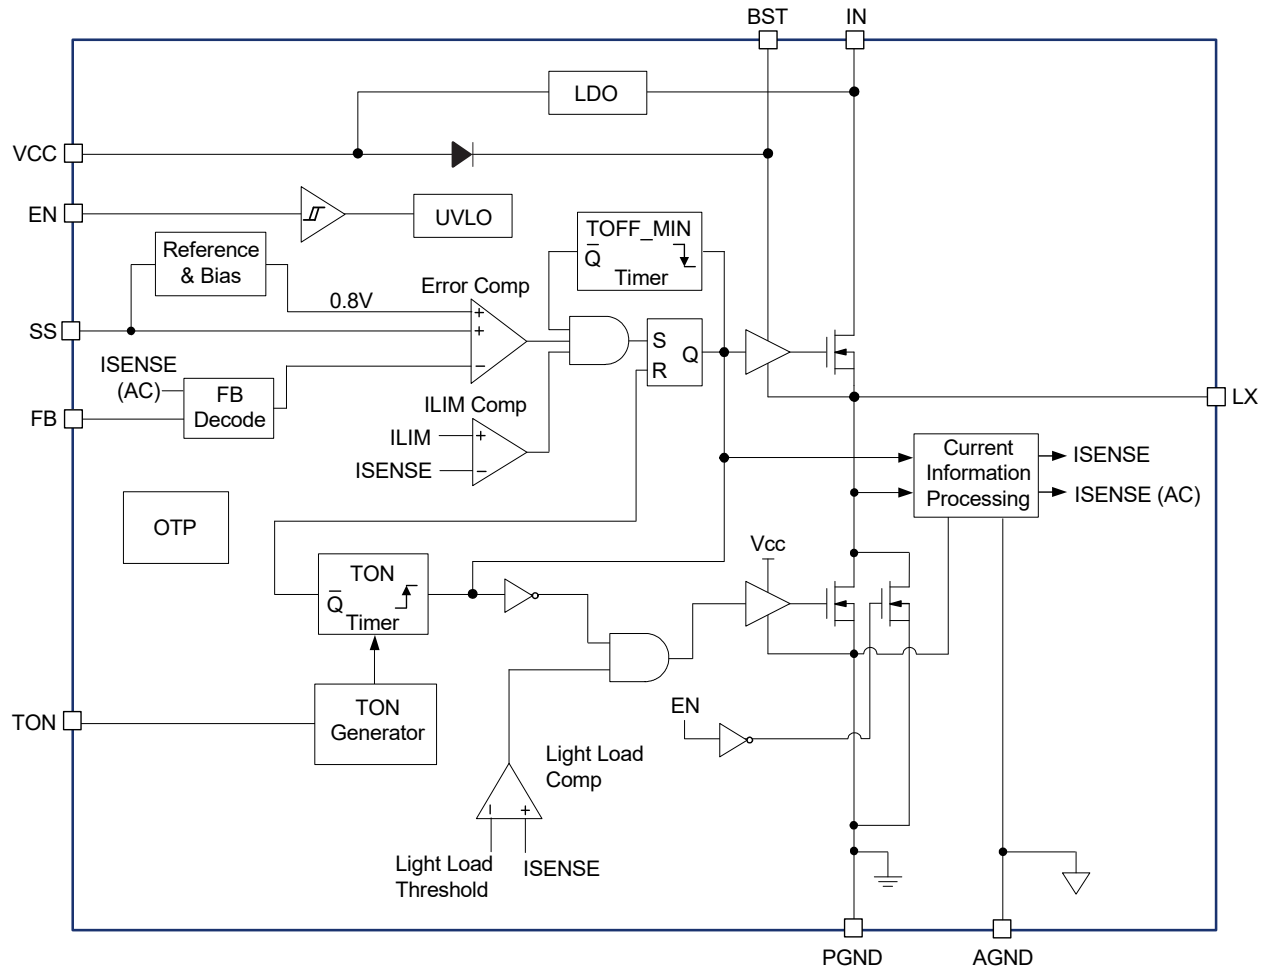 BST
IN
LDO
VCC
EN
UVLO
TOFF_MIN
Q̅
Timer
Reference
& Bias
Error Comp
0.8V
+
+
−
SS
S
Q
R
ISENSE
(AC)
FB
Decode
FB
LX
ILIM Comp
ILIM
+
ISENSE
−
Current
Information
Processing
ISENSE
ISENSE (AC)
OTP
Vcc
TON
Q̅
Timer
TON
TON
Generator
EN
Light Load
Comp
−
+
Light Load
Threshold
ISENSE
PGND
AGND